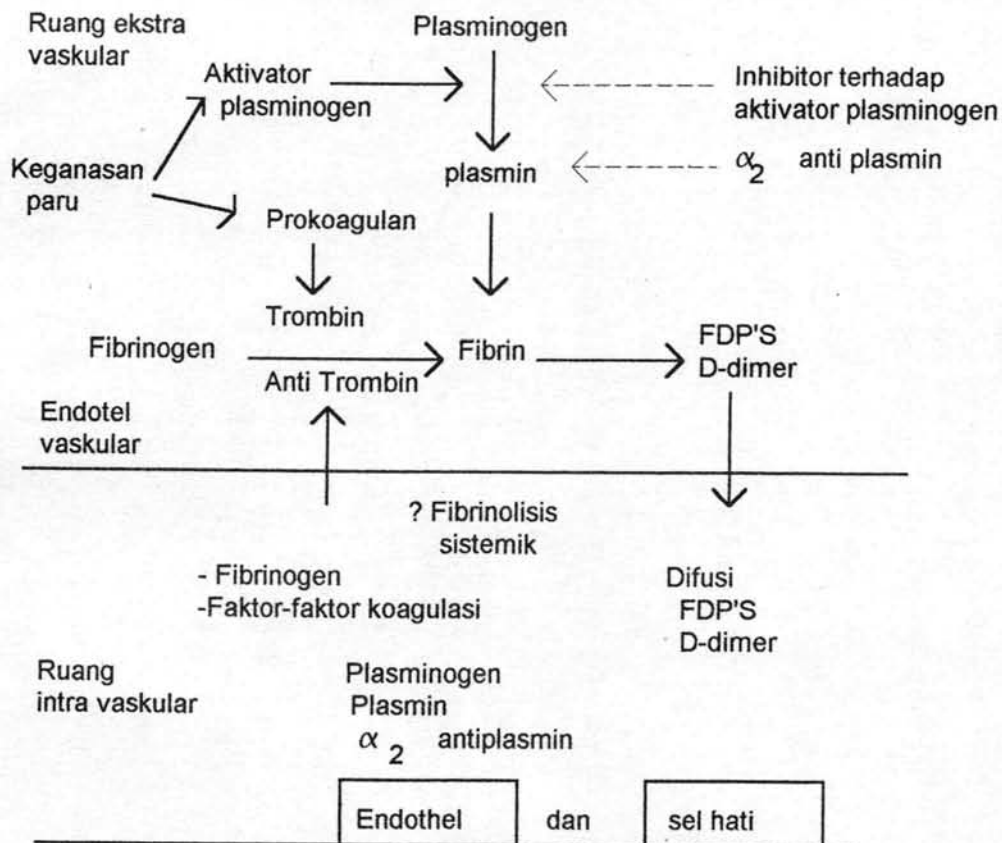 Ruang ekstra
vaskular
Plasminogen
Aktivator
plasminogen
Inhibitor terhadap
aktivator plasminogen
Keganasan
paru
plasmin
α2 anti plasmin
Prokoagulan
Trombin
Fibrinogen
Fibrin
FDP'S
D-dimer
Anti Trombin
Endotel
vaskular
? Fibrinolisis
sistemik
- Fibrinogen
-Faktor-faktor koagulasi
Difusi
FDP'S
D-dimer
Ruang
intra vaskular
Plasminogen
Plasmin
α2 antiplasmin
Endothel dan sel hati